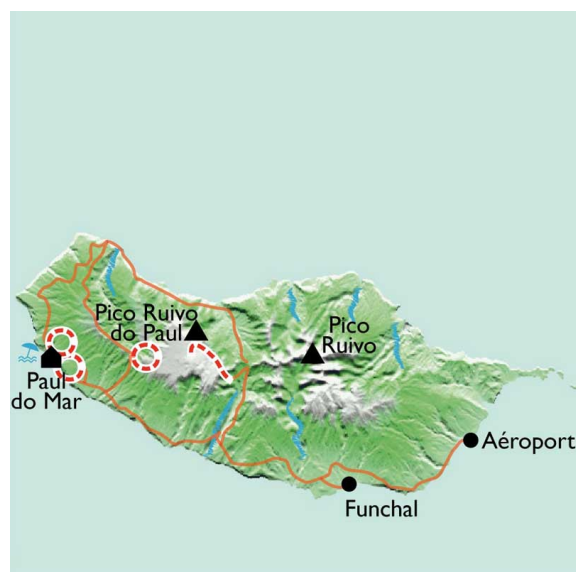 Pico Ruivo
do Paul
Pico
Ruivo
Paul
do Mar
Aéroport
Funchal